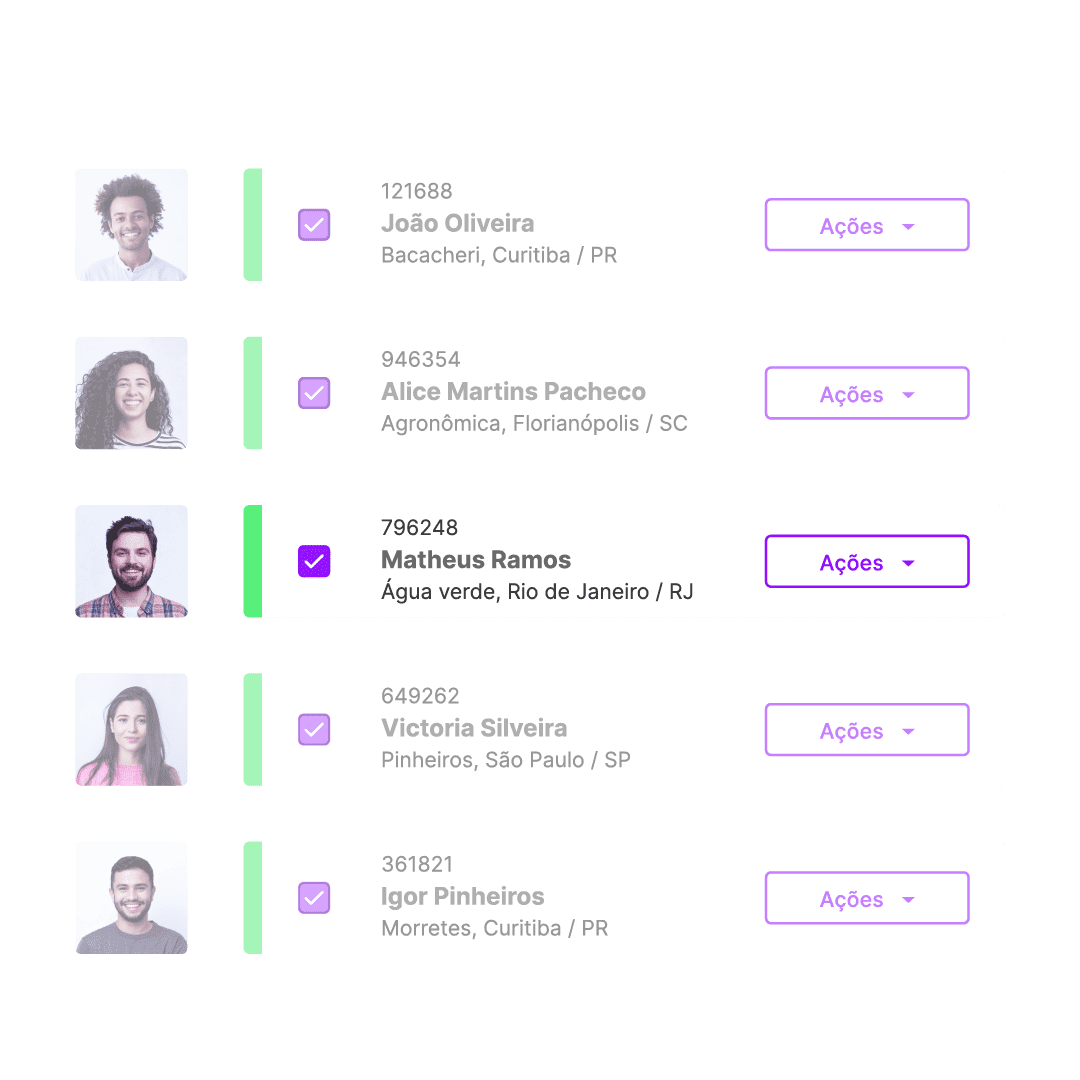 121688
João Oliveira
Bacacheri, Curitiba / PR
Ações
946354
Alice Martins Pacheco
Agronômica, Florianópolis / SC
Ações
796248
Matheus Ramos
Água verde, Rio de Janeiro / RJ
Ações
649262
Victoria Silveira
Pinheiros, São Paulo / SP
Ações
361821
Igor Pinheiros
Morretes, Curitiba / PR
Ações